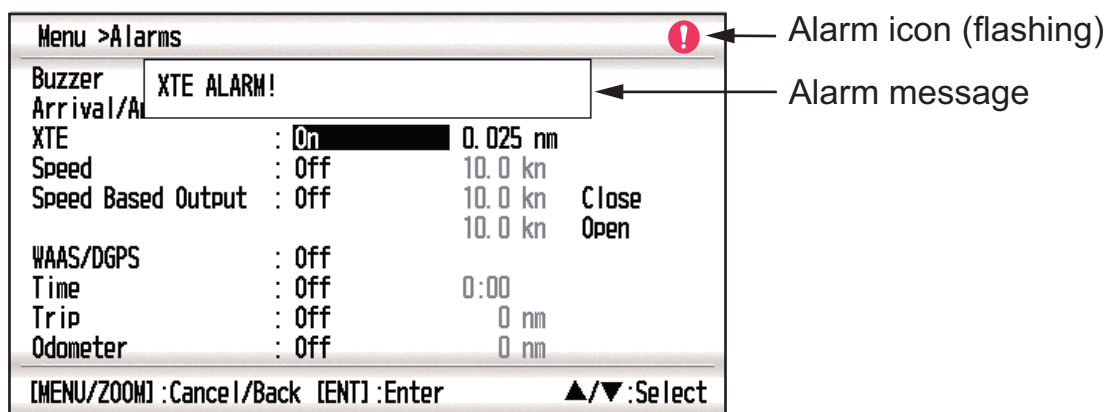 Menu >Alarms
Alarm icon (flashing)
Buzzer
XTE ALARM!
Alarm message
Arrival/
XTE : On 0.025 nm
Speed : Off 10.0 kn
Speed Based Output : Off 10.0 kn Close
10.0 kn Open
WAAS/DGPS : Off
Time : Off 0:00
Trip : Off 0 nm
Odometer : Off 0 nm
[MENU/ZOOM]:Cancel/Back [ENT]:Enter ▲/▼:Select